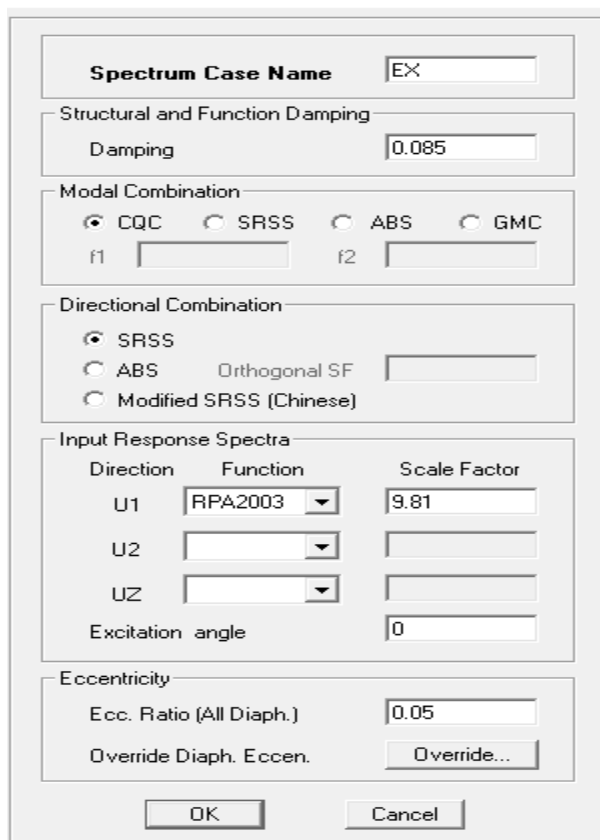 Spectrum Case Name EX
Structural and Function Damping
Damping 0.085
Modal Combination
CQC SRSS ABS GMC
f1 f2
Directional Combination
SRSS
ABS Orthogonal SF
Modified SRSS (Chinese)
Input Response Spectra
Direction Function Scale Factor
U1 RPA2003 9.81
U2
UZ
Excitation angle 0
Eccentricity
Ecc. Ratio (All Diaph.) 0.05
Override Diaph. Eccen. Override...
OK Cancel